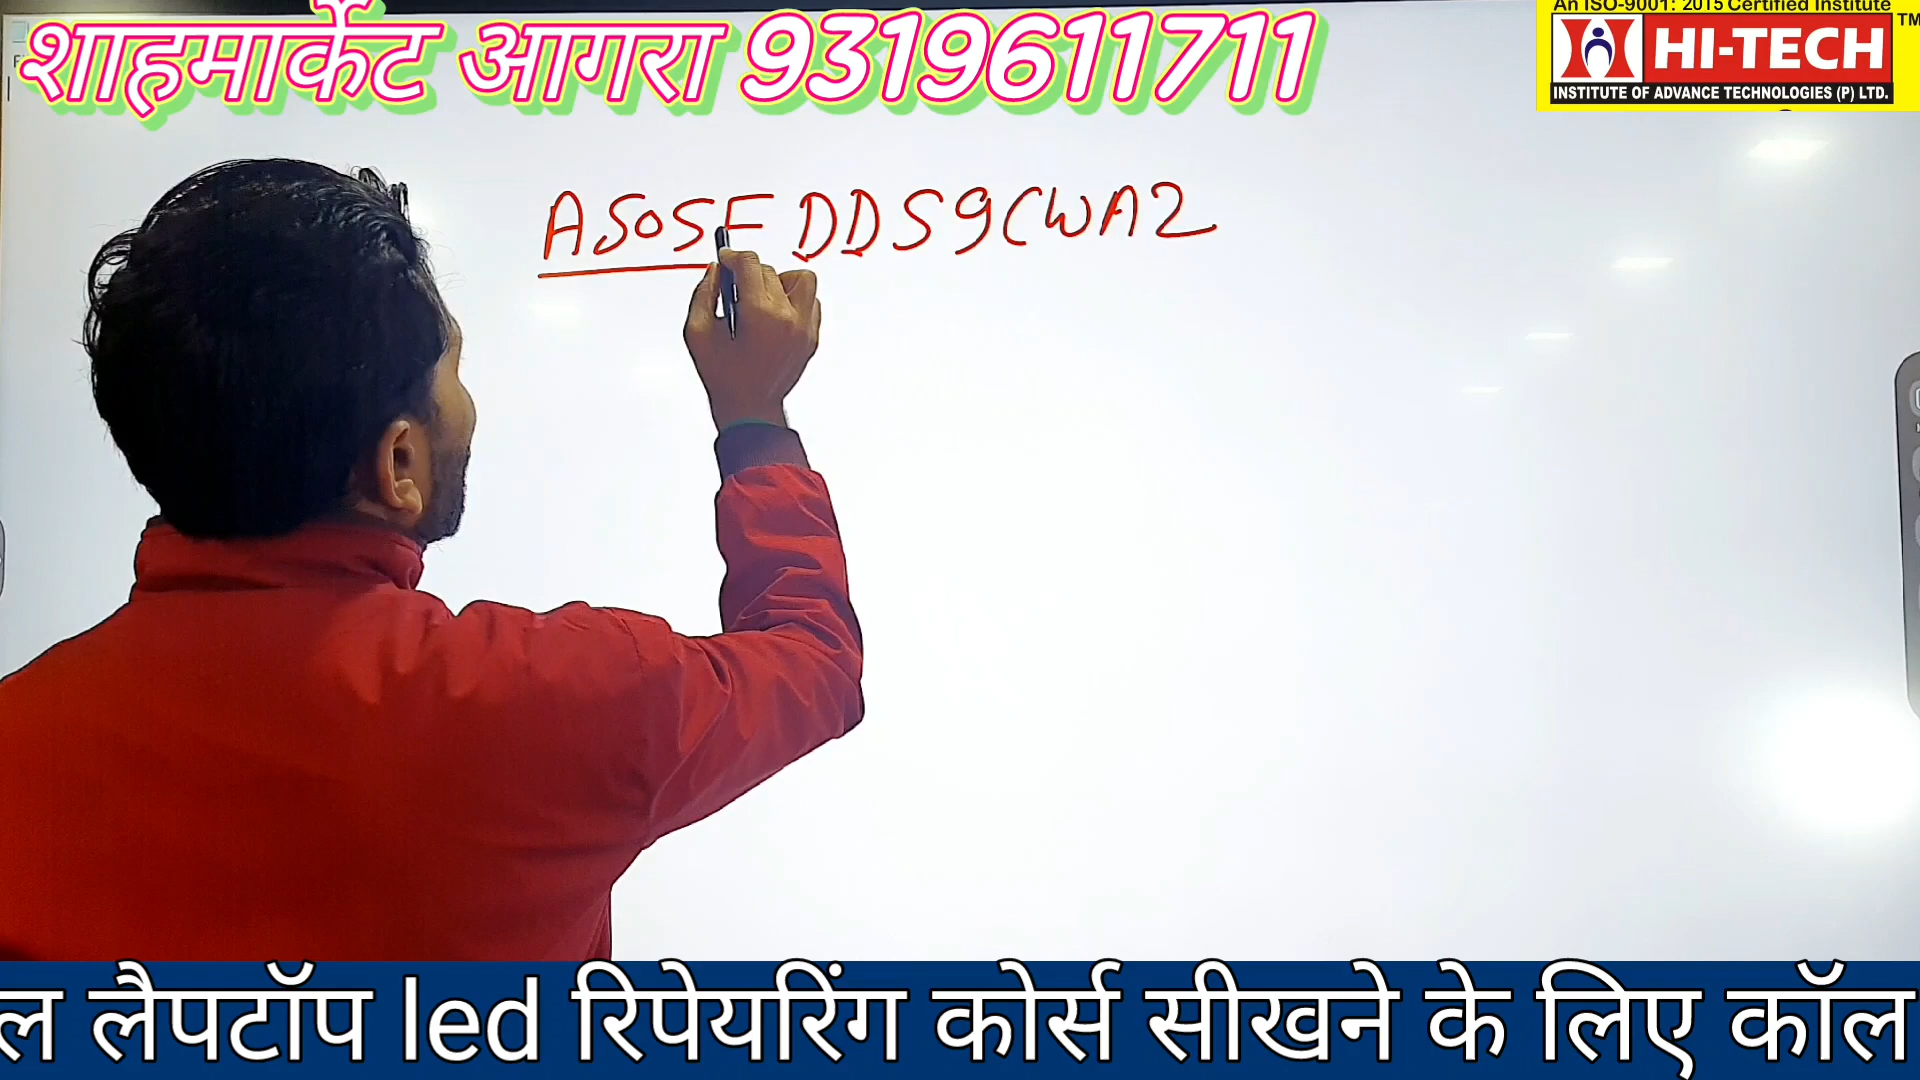 An ISO-9001: 2015 Certified Institute
शाहमार्केट आगरा 9319611711
HI-TECH
TM
INSTITUTE OF ADVANCE TECHNOLOGIES (P) LTD.
ASOSFDDS9CWA2
ल लैपटॉप led रिपेयरिंग कोर्स सीखने के लिए कॉल